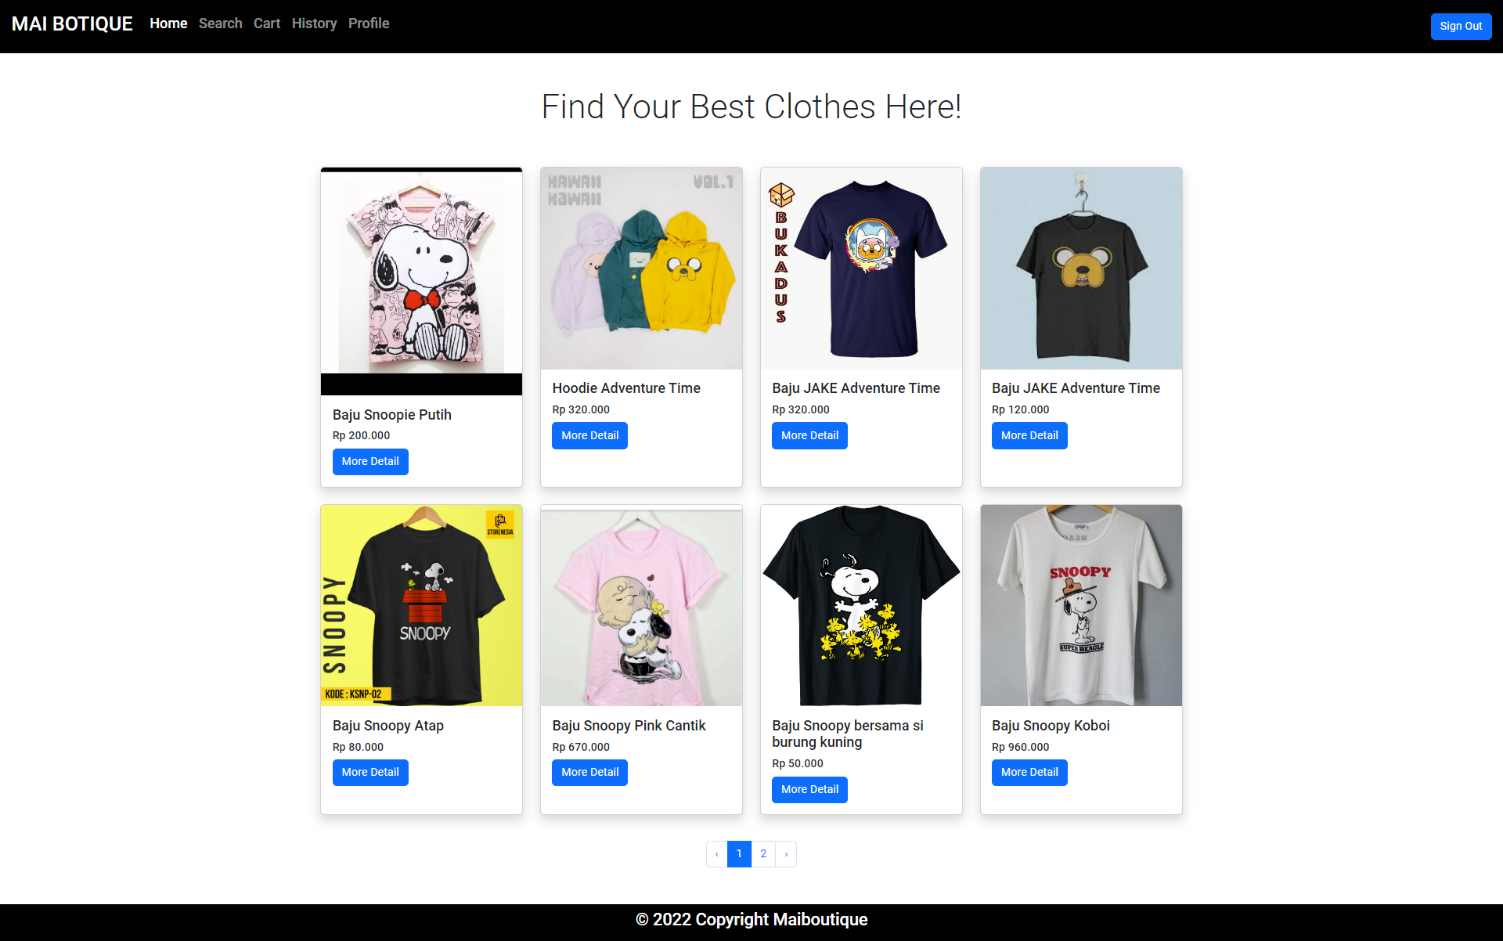 MAI BOTIQUE Home Search Cart History Profile Sign Out
Find Your Best Clothes Here!
HAWAII
HAWAII
VOL.1
BUKADUS
Baju Snoopie Putih
Rp 200.000
More Detail
Hoodie Adventure Time
Rp 320.000
More Detail
Baju JAKE Adventure Time
Rp 320.000
More Detail
Baju JAKE Adventure Time
Rp 120.000
More Detail
STORENESIA
SNOOPY
SNOOPY
KODE : KSNP-02
SNOOPY
SUPER BEAGLE
Baju Snoopy Atap
Rp 80.000
More Detail
Baju Snoopy Pink Cantik
Rp 670.000
More Detail
Baju Snoopy bersama si
burung kuning
Rp 50.000
More Detail
Baju Snoopy Koboi
Rp 960.000
More Detail
‹ 1 2 ›
© 2022 Copyright Maiboutique